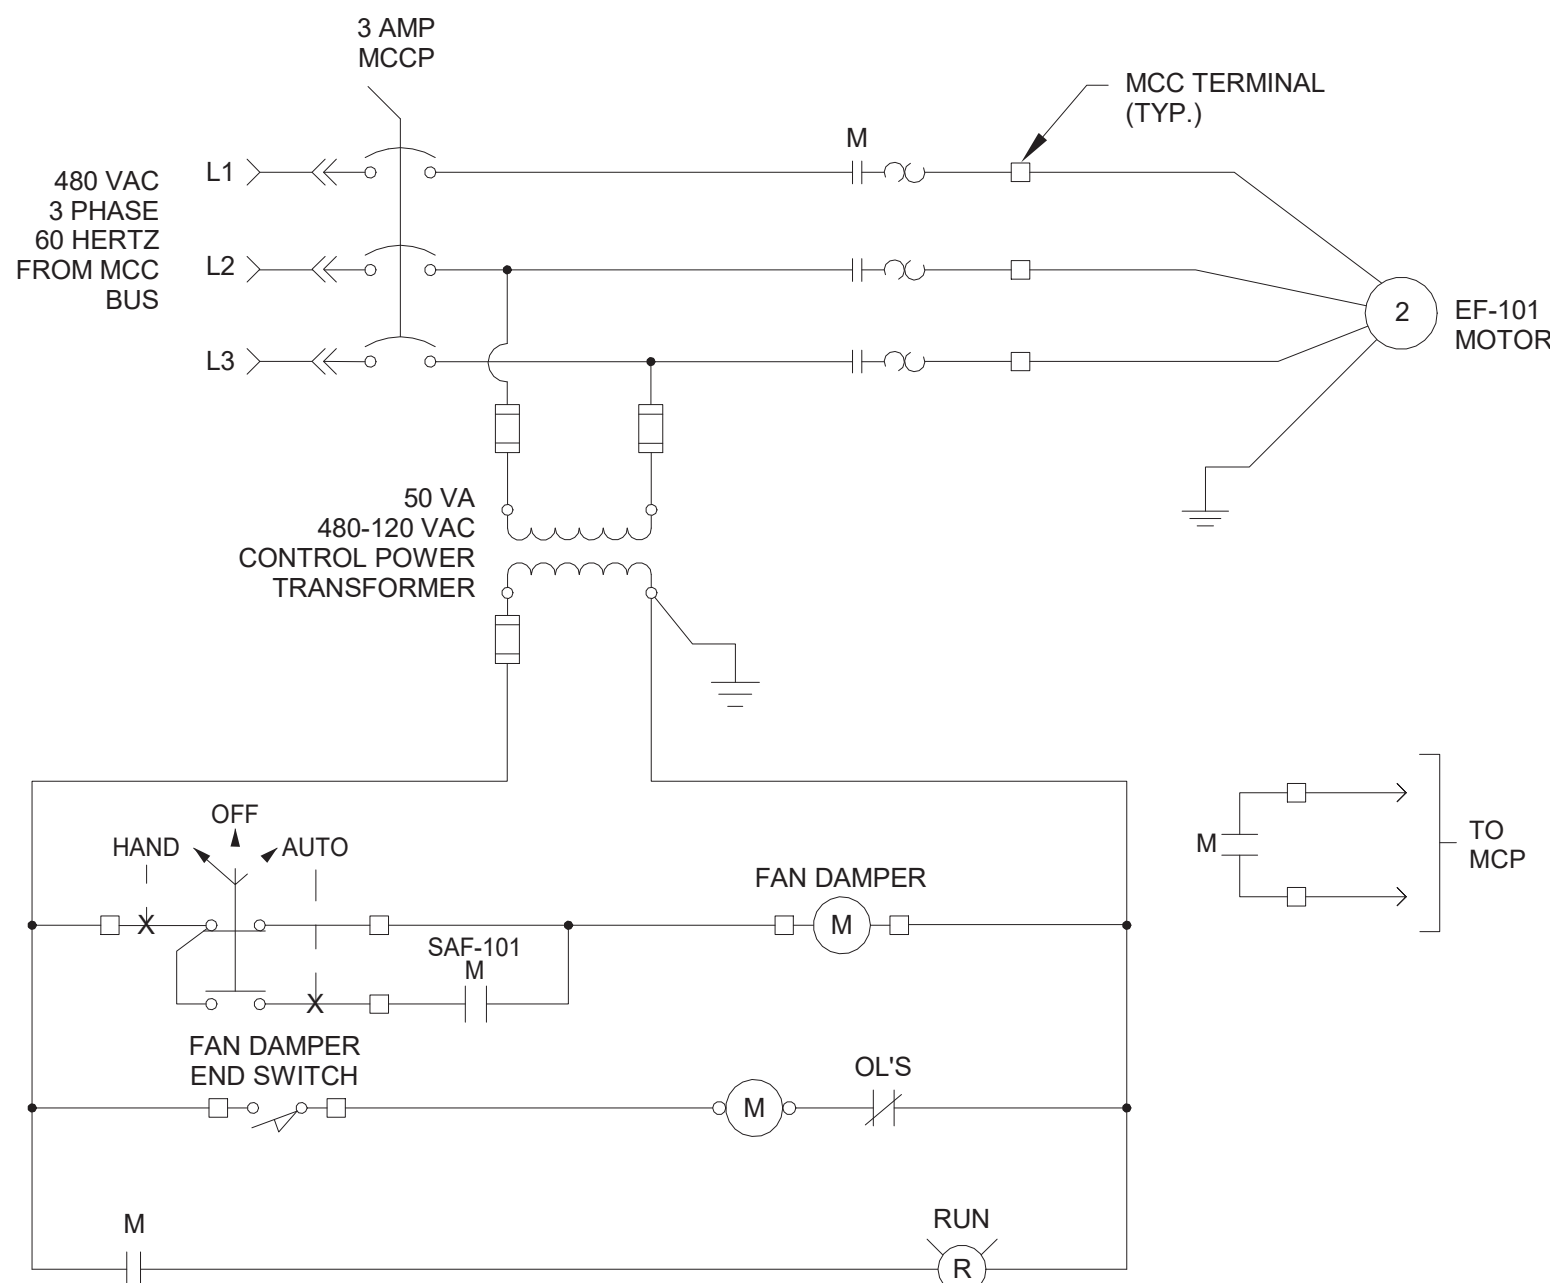 3 AMP
MCCP
MCC TERMINAL
(TYP.)
M
L1
480 VAC
3 PHASE
60 HERTZ
FROM MCC
BUS
L2
L3
2
EF-101
MOTOR
50 VA
480-120 VAC
CONTROL POWER
TRANSFORMER
OFF
HAND
AUTO
M
TO
MCP
FAN DAMPER
X
M
SAF-101
M
X
FAN DAMPER
END SWITCH
OL'S
M
M
RUN
R